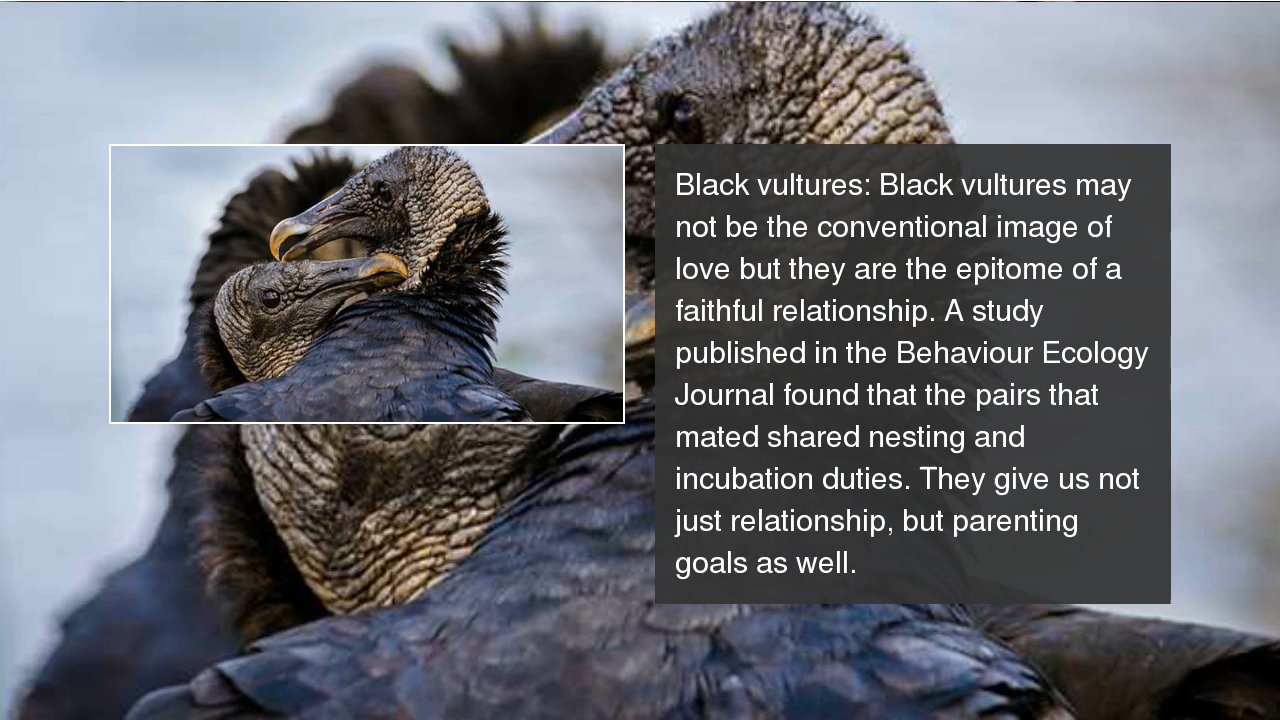 Black vultures: Black vultures may
not be the conventional image of
love but they are the epitome of a
faithful relationship. A study
published in the Behaviour Ecology
Journal found that the pairs that
mated shared nesting and
incubation duties. They give us not
just relationship, but parenting
goals as well.